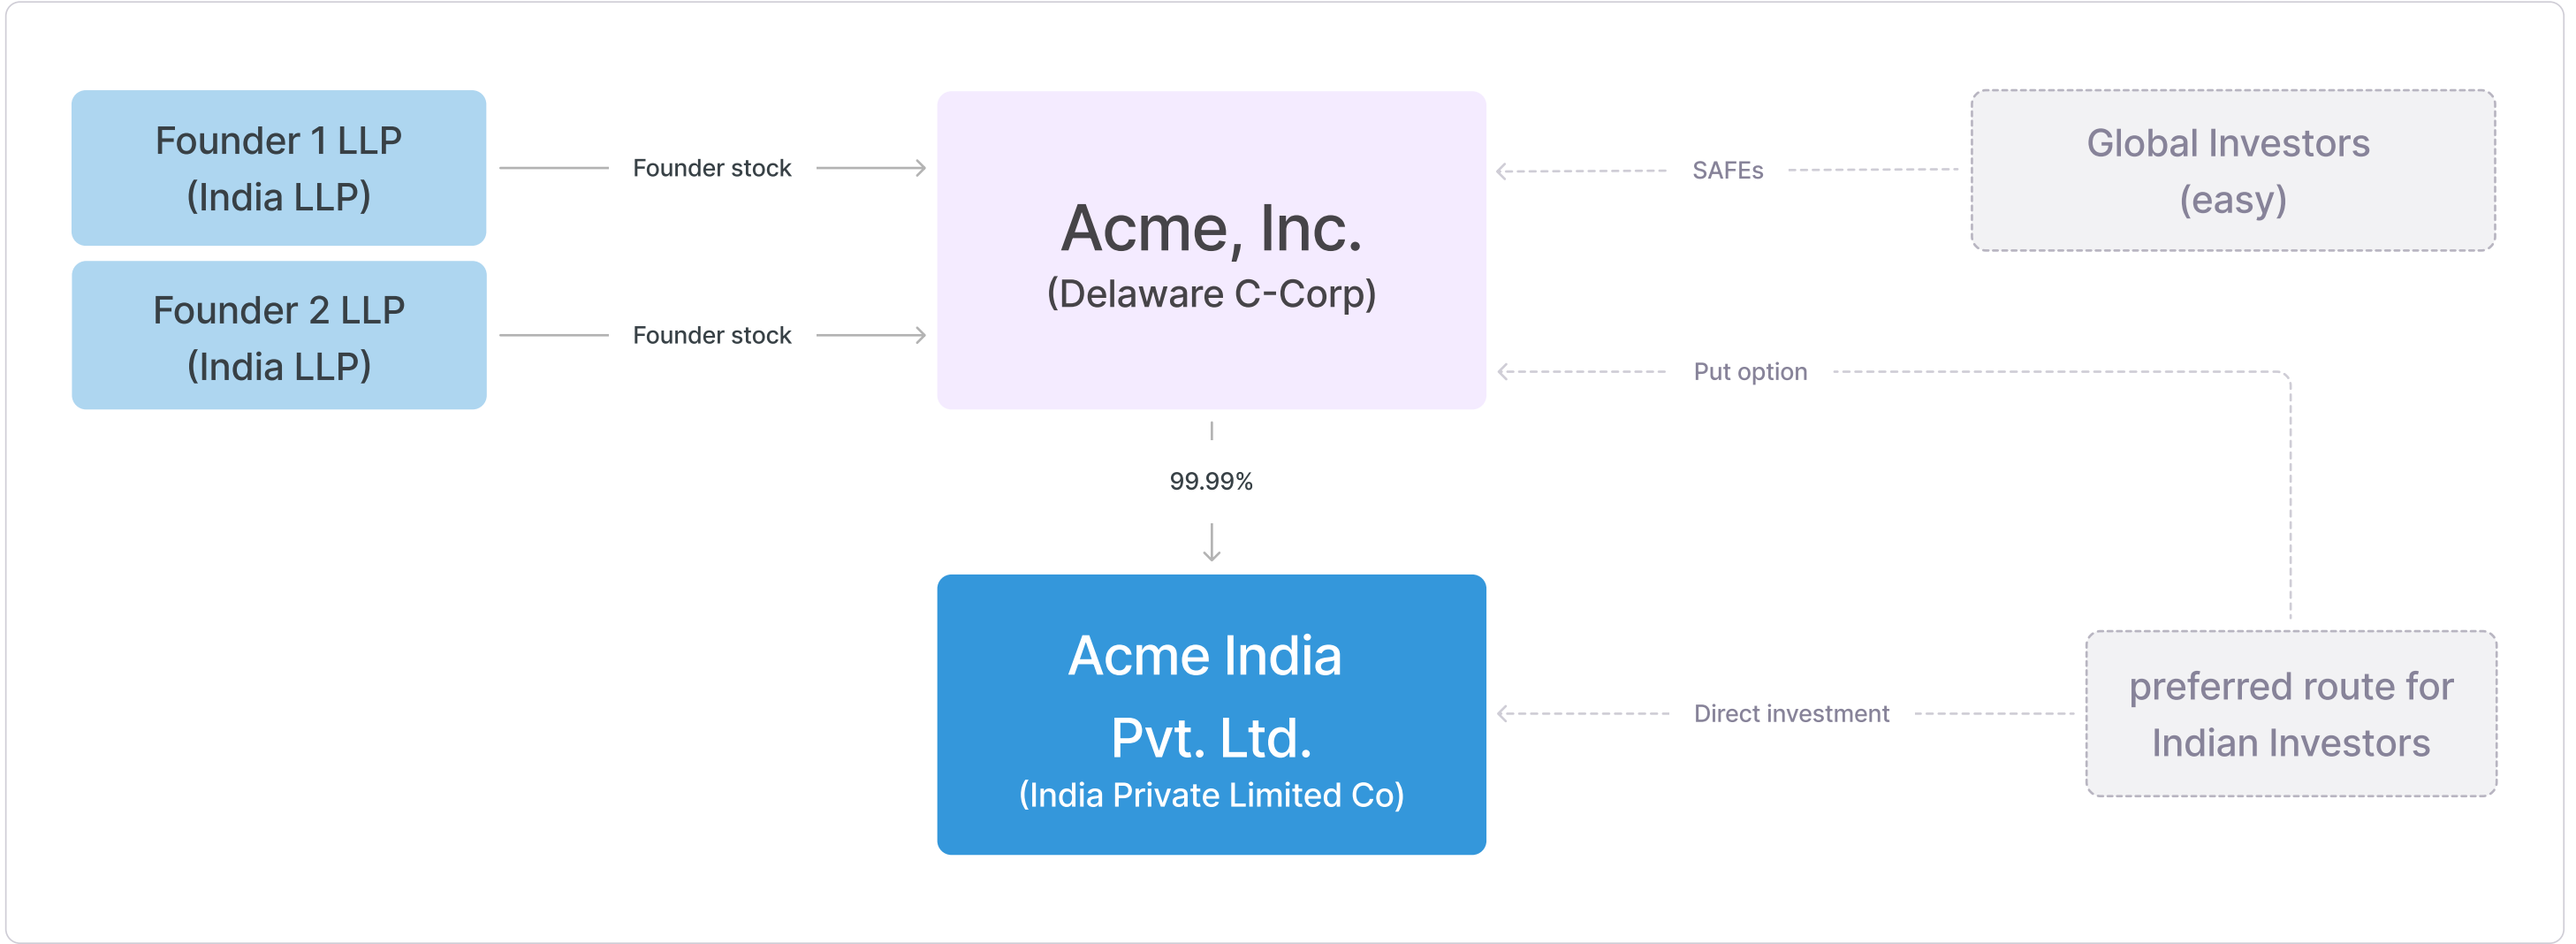 Founder 1 LLP
(India LLP)
Founder stock
Founder 2 LLP
(India LLP)
Founder stock
Acme, Inc.
(Delaware C-Corp)
SAFEs
Global Investors
(easy)
Put option
99.99%
Acme India
Pvt. Ltd.
(India Private Limited Co)
Direct investment
preferred route for
Indian Investors